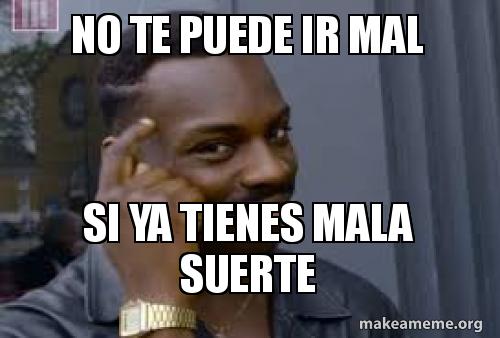 NO TE PUEDE IR MAL
SI YA TIENES MALA
SUERTE
makeameme.org